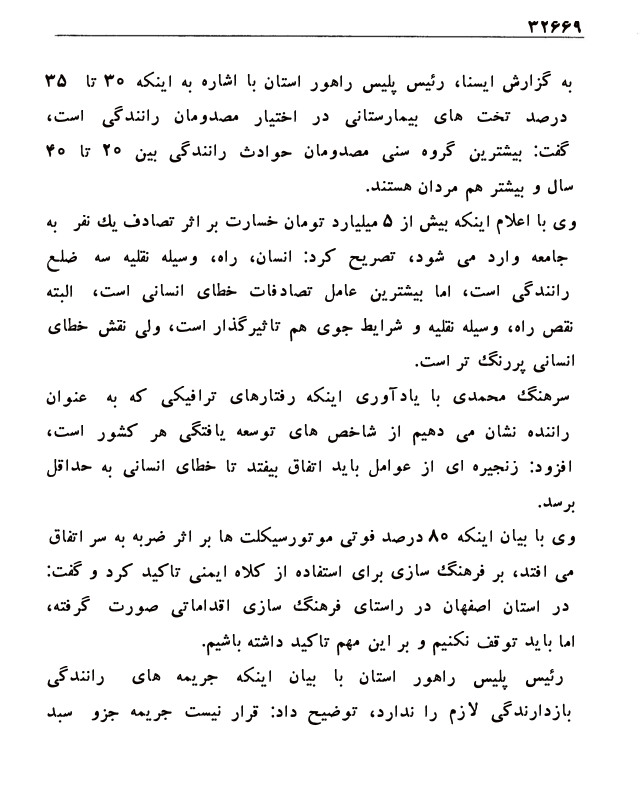 ۳۲۶۶۹
به گزارش ایسنا، رئیس پلیس راهور استان با اشاره به اینکه ۳۰ تا ۳۵
درصد تخت های بیمارستانی در اختیار مصدومان رانندگی است،
گفت: بیشترین گروه سنی مصدومان حوادث رانندگی بین ۲۰ تا ۴۰
سال و بیشتر هم مردان هستند.
وی با اعلام اینکه بیش از ۵ میلیارد تومان خسارت بر اثر تصادف یك نفر به
جامعه وارد می شود، تصریح کرد: انسان، راه، وسیله نقلیه سه ضلع
رانندگی است، اما بیشترین عامل تصادفات خطای انسانی است، البته
نقص راه، وسیله نقلیه و شرایط جوی هم تاثیرگذار است، ولی نقش خطای
انسانی پررنگ تر است.
سرهنگ محمدی با یادآوری اینکه رفتارهای ترافیکی که به عنوان
راننده نشان می دهیم از شاخص های توسعه یافتگی هر کشور است،
افزود: زنجیره ای از عوامل باید اتفاق بیفتد تا خطای انسانی به حداقل
برسد.
وی با بیان اینکه ۸۰ درصد فوتی موتورسیکلت ها بر اثر ضربه به سر اتفاق
می افتد، بر فرهنگ سازی برای استفاده از کلاه ایمنی تاکید کرد و گفت:
در استان اصفهان در راستای فرهنگ سازی اقداماتی صورت گرفته،
اما باید توقف نکنیم و بر این مهم تاکید داشته باشیم.
رئیس پلیس راهور استان با بیان اینکه جریمه های رانندگی
بازدارندگی لازم را ندارد، توضیح داد: قرار نیست جریمه جزو سبد